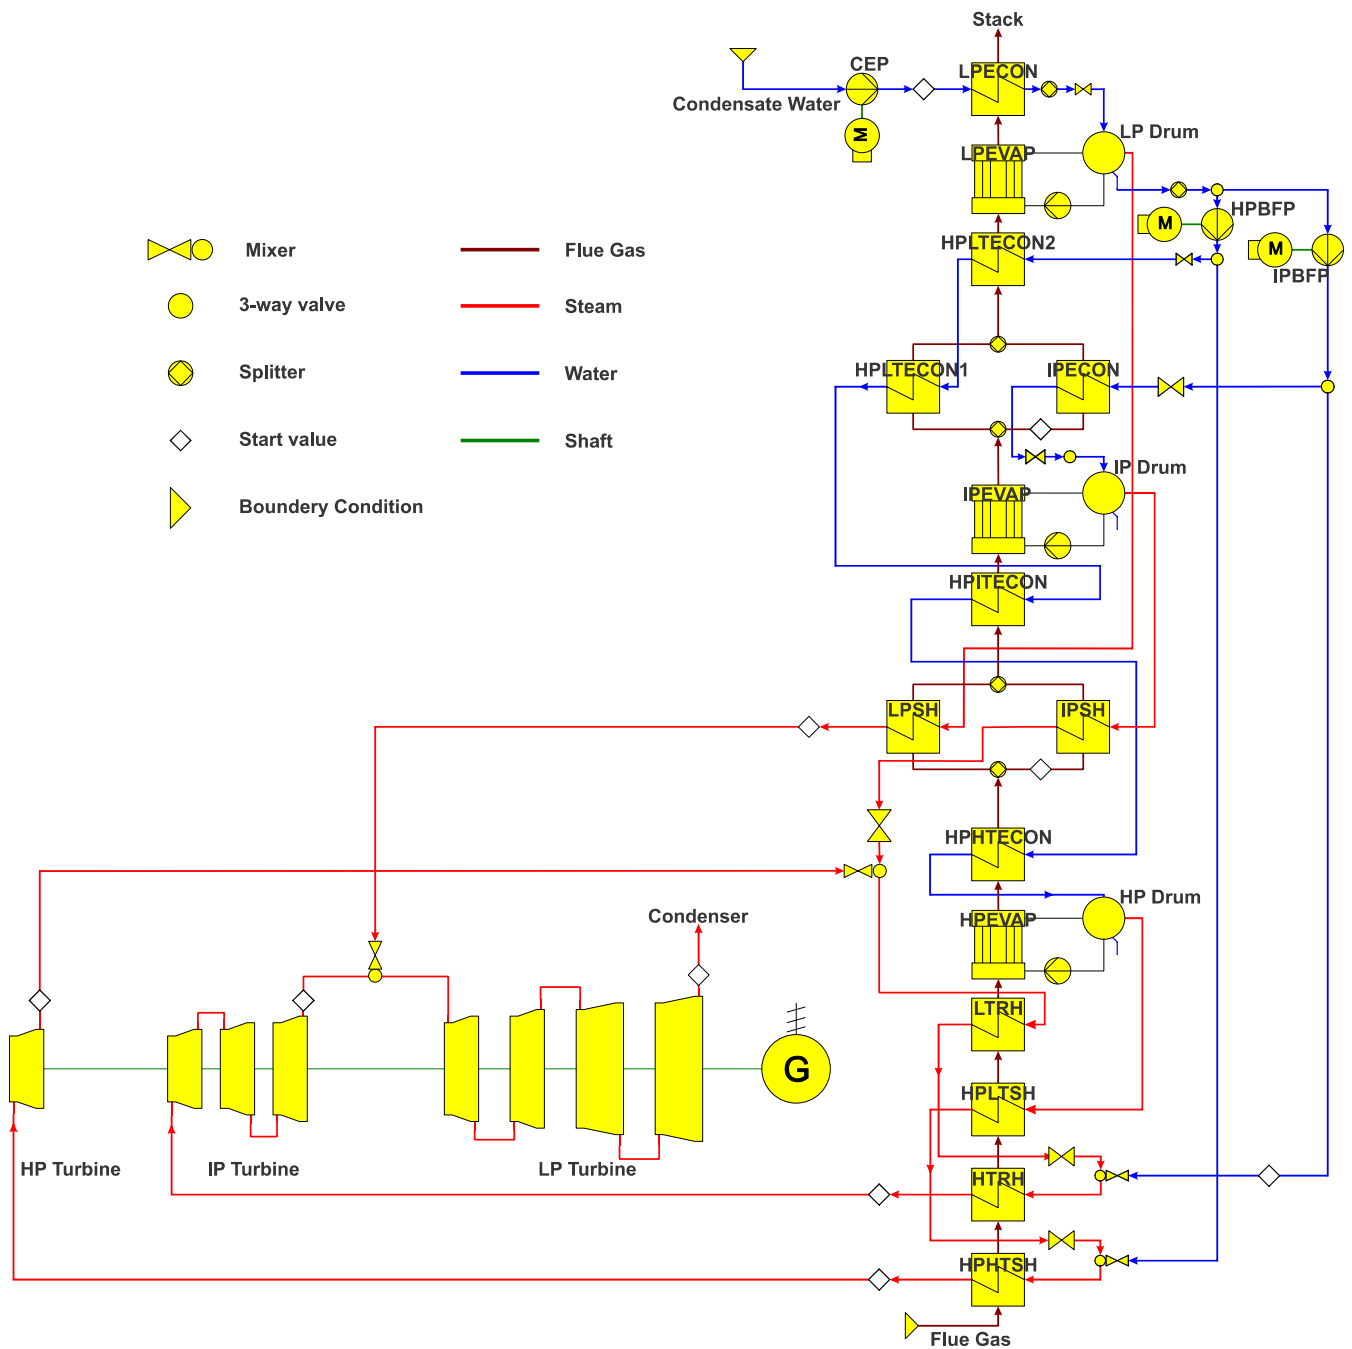 Stack
CEP
LPECON
Condensate Water
M
LP Drum
LPEVAP
HPBFP
M
HPLTECON2
M
IPBFP
Mixer
Flue Gas
3-way valve
Steam
Splitter
Water
Start value
Shaft
Boundery Condition
HPLTECON1
IPECON
IP Drum
IPEVAP
HPITECON
LPSH
IPSH
HPHTECON
HP Drum
HPEVAP
Condenser
LTRH
G
HPLTSH
HP Turbine
IP Turbine
LP Turbine
HTRH
HPHTSH
Flue Gas